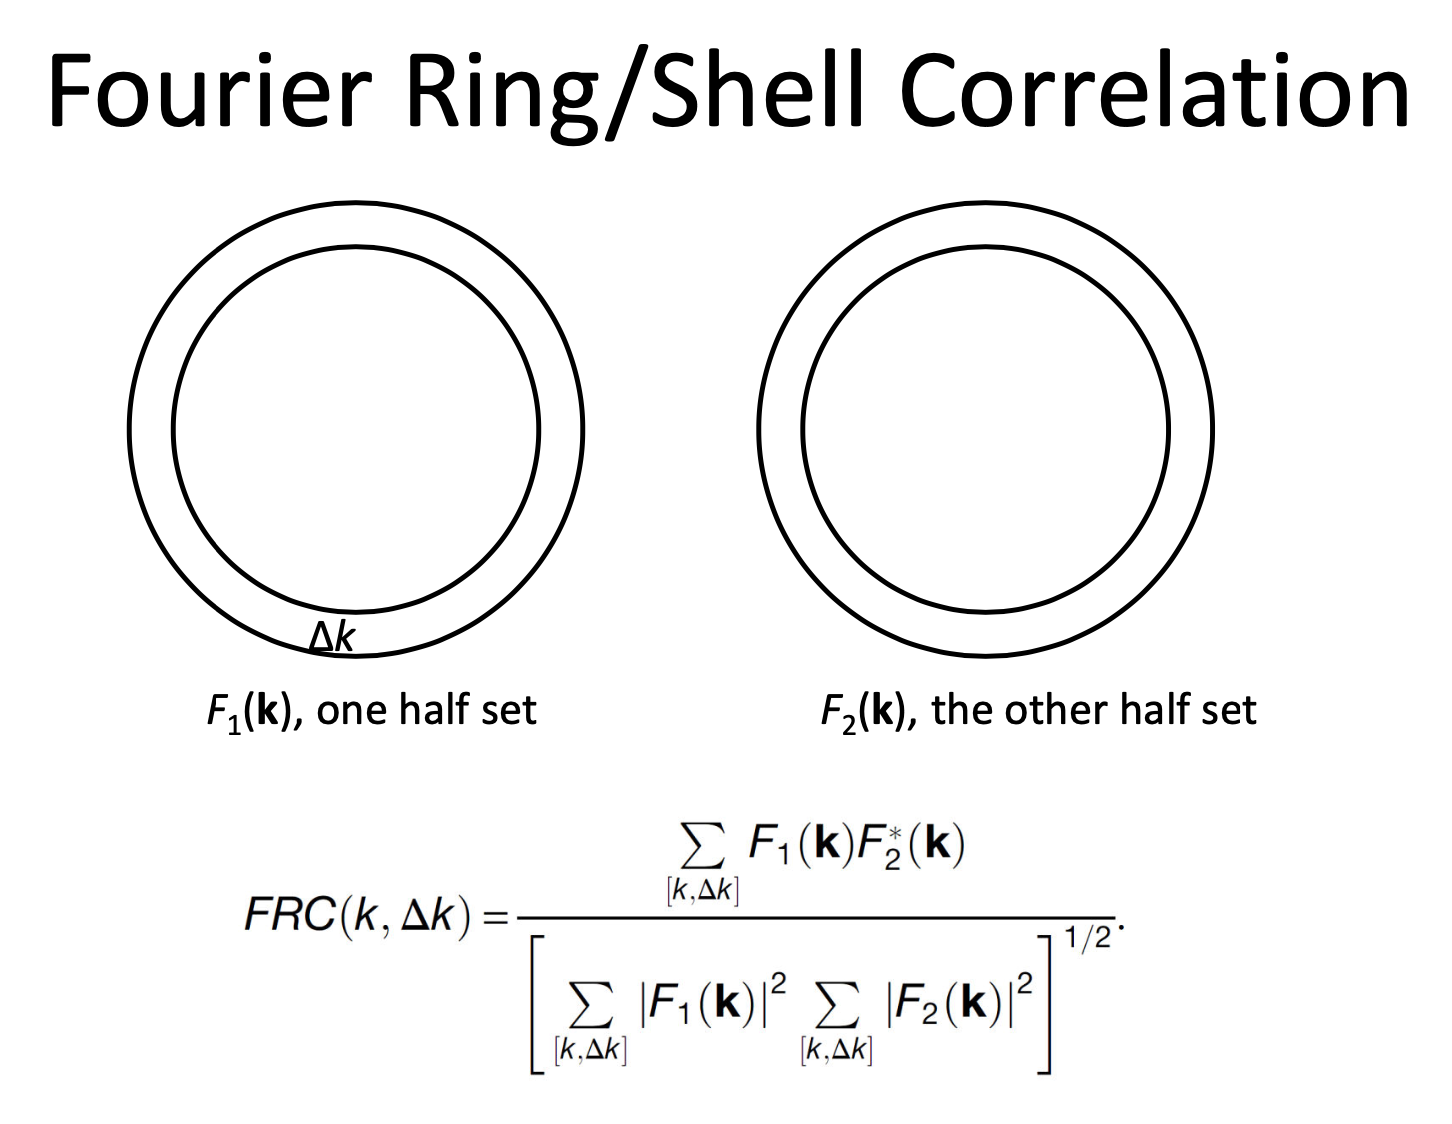 Fourier Ring/Shell Correlation
Δk
F₁(k), one half set
F₂(k), the other half set
∑ F₁(k)F₂*(k)
[k,Δk]
FRC(k, Δk) =
[ ∑ |F₁(k)|² ∑ |F₂(k)|² ]^1/2.
[k,Δk] [k,Δk]